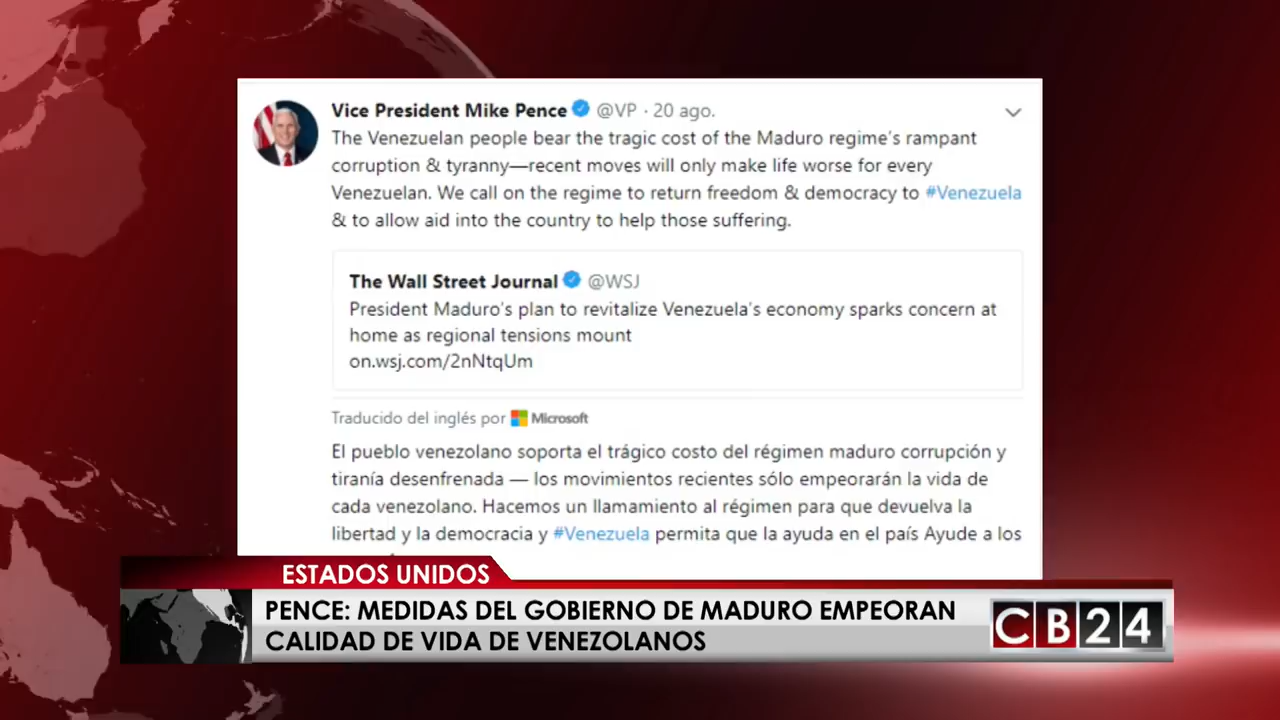 Vice President Mike Pence @VP · 20 ago.
The Venezuelan people bear the tragic cost of the Maduro regime's rampant
corruption & tyranny—recent moves will only make life worse for every
Venezuelan. We call on the regime to return freedom & democracy to #Venezuela
& to allow aid into the country to help those suffering.
The Wall Street Journal @WSJ
President Maduro's plan to revitalize Venezuela's economy sparks concern at
home as regional tensions mount
on.wsj.com/2nNtqUm
Traducido del inglés por Microsoft
El pueblo venezolano soporta el trágico costo del régimen maduro corrupción y
tiranía desenfrenada — los movimientos recientes sólo empeorarán la vida de
cada venezolano. Hacemos un llamamiento al régimen para que devuelva la
libertad y la democracia y #Venezuela permita que la ayuda en el país Ayude a los
ESTADOS UNIDOS
PENCE: MEDIDAS DEL GOBIERNO DE MADURO EMPEORAN
CALIDAD DE VIDA DE VENEZOLANOS
CB24